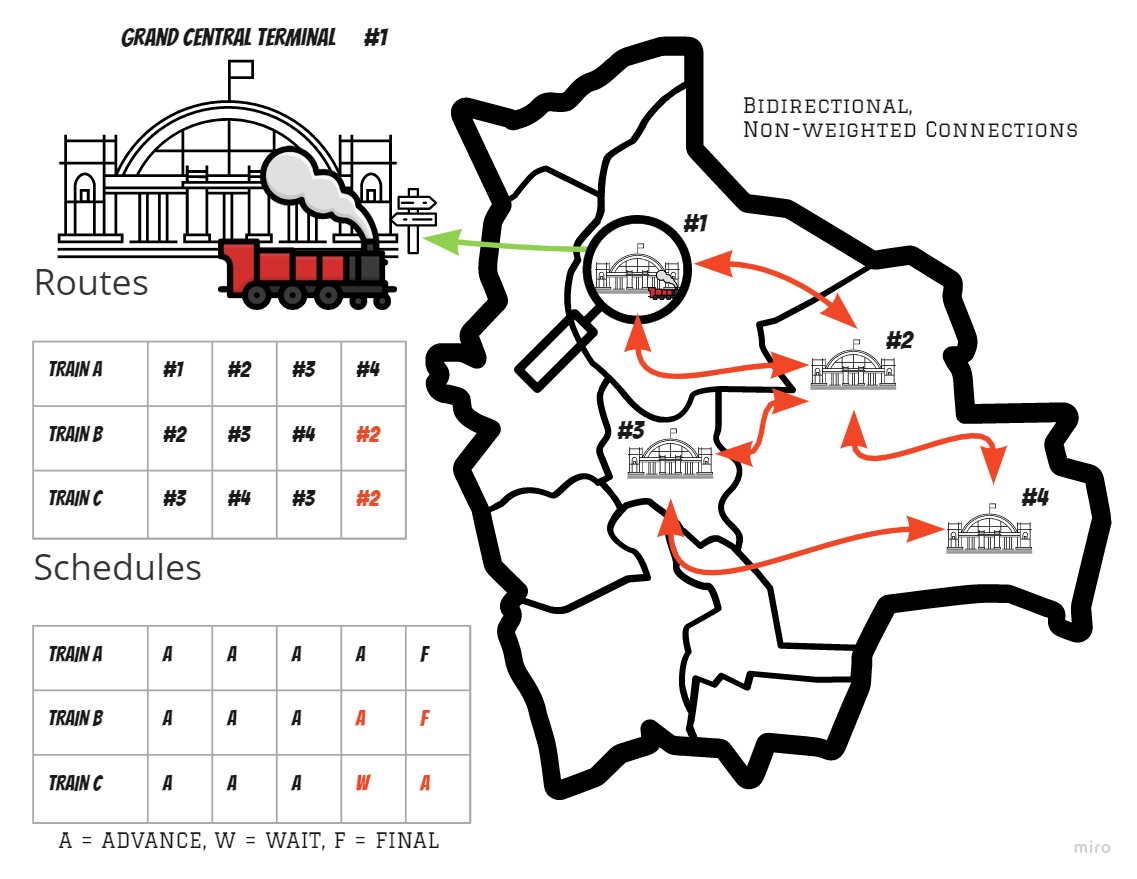 GRAND CENTRAL TERMINAL #1
BIDIRECTIONAL,
NON-WEIGHTED CONNECTIONS
#1
#2
#3
#4
Routes
TRAIN A #1 #2 #3 #4
TRAIN B #2 #3 #4 #2
TRAIN C #3 #4 #3 #2
Schedules
TRAIN A A A A A F
TRAIN B A A A A F
TRAIN C A A A W A
A = ADVANCE, W = WAIT, F = FINAL
miro